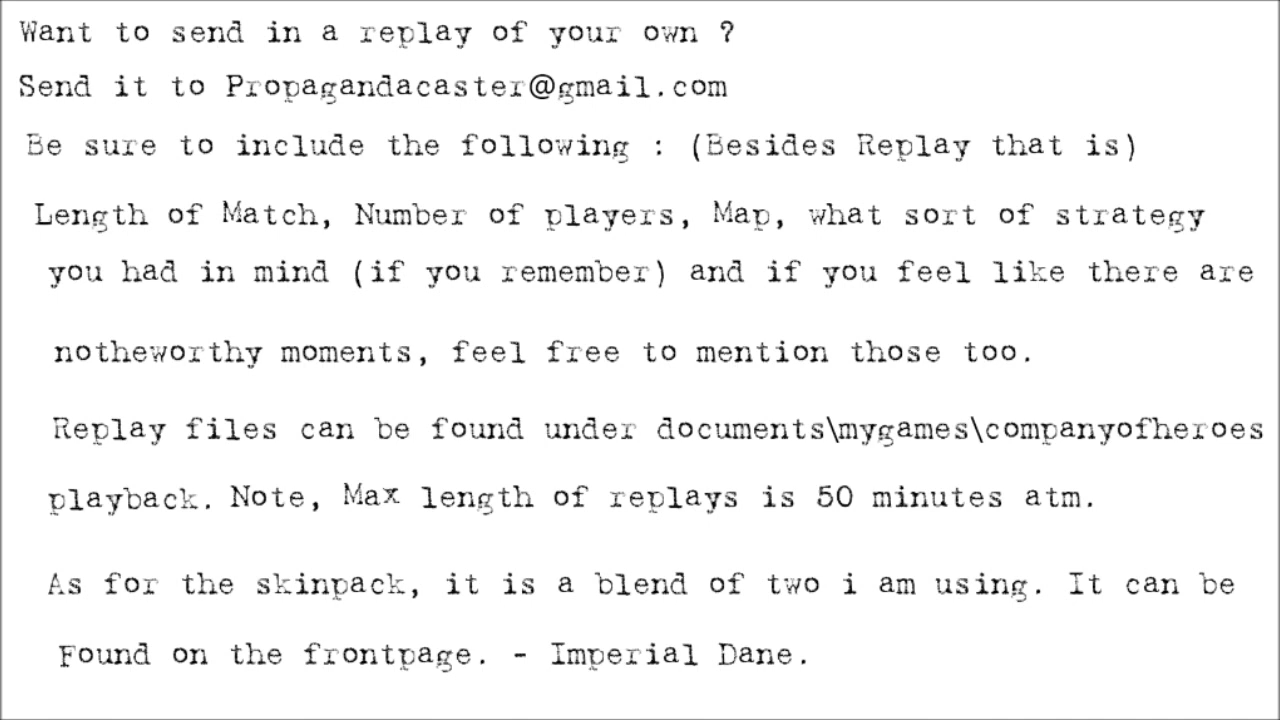 Want to send in a replay of your own ?
Send it to Propagandacaster@gmail.com
Be sure to include the following : (Besides Replay that is)
Length of Match, Number of players, Map, what sort of strategy
you had in mind (if you remember) and if you feel like there are
notheworthy moments, feel free to mention those too.
Replay files can be found under documents\mygames\companyofheroes
playback. Note, Max length of replays is 50 minutes atm.
As for the skinpack, it is a blend of two i am using. It can be
Found on the frontpage. - Imperial Dane.